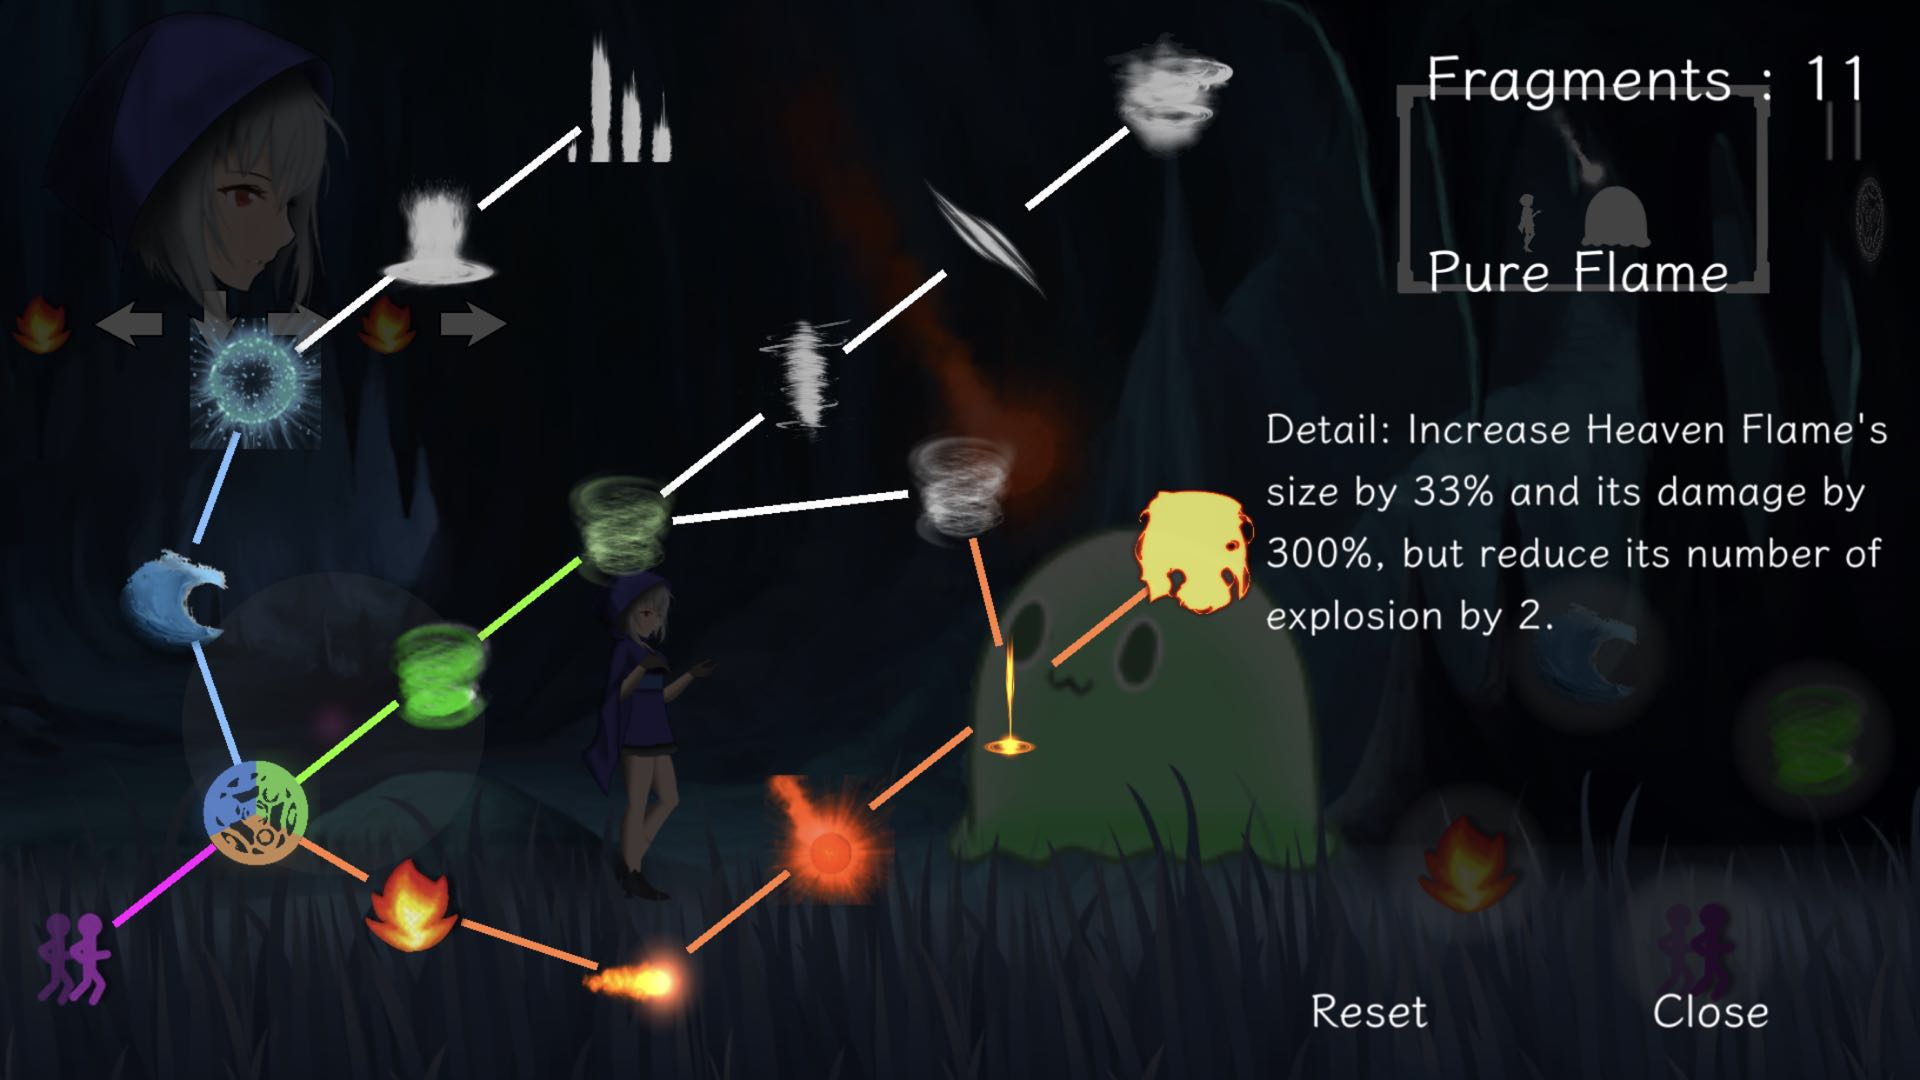 Fragments : 11
Pure Flame
Detail: Increase Heaven Flame's
size by 33% and its damage by
300%, but reduce its number of
explosion by 2.
Reset
Close